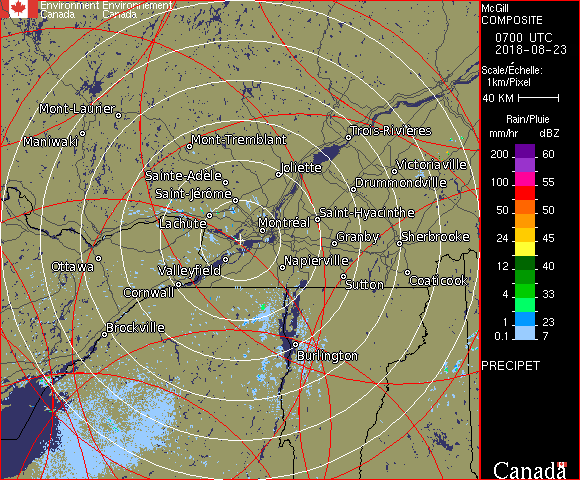 Environment Environnement
Canada Canada
McGill
COMPOSITE
0700 UTC
2018-08-23
Scale/Échelle:
1km/Pixel
40 KM
Rain/Pluie
mm/hr dBZ
200 60
100 55
50 50
24 45
12 40
4 33
1 23
0.1 7
PRECIPET
Canada
Mont-Laurier
Maniwaki
Mont-Tremblant
Trois-Rivières
Sainte-Adèle
Joliette
Victoriaville
Drummondville
Saint-Jérôme
Lachute
Montréal
Saint-Hyacinthe
Granby
Sherbrooke
Ottawa
Valleyfield
Napierville
Cornwall
Sutton
Coaticook
Brockville
Burlington